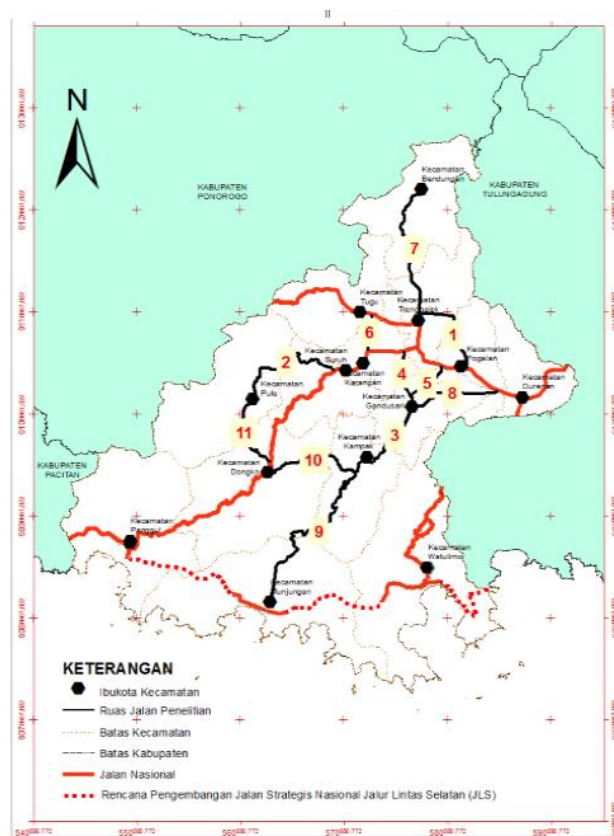 N
KABUPATEN
PONOROGO
KABUPATEN
TULUNGAGUNG
Kecamatan
Bendungan
7
Kecamatan
Tugu
Kecamatan
Trenggalek
6
1
Kecamatan
Pogalan
2
Kecamatan
Suruh
Kecamatan
Karangan
4
5
8
Kecamatan
Durenan
Kecamatan
Gandusari
Kecamatan
Pule
3
11
10
Kecamatan
Kampak
Kecamatan
Dongko
KABUPATEN
PACITAN
9
Kecamatan
Panggul
Kecamatan
Watulimo
Kecamatan
Munjungan
KETERANGAN
Ibukota Kecamatan
Ruas Jalan Penelitian
Batas Kecamatan
Batas Kabupaten
Jalan Nasional
Rencana Pengembangan Jalan Strategis Nasional Jalur Lintas Selatan (JLS)